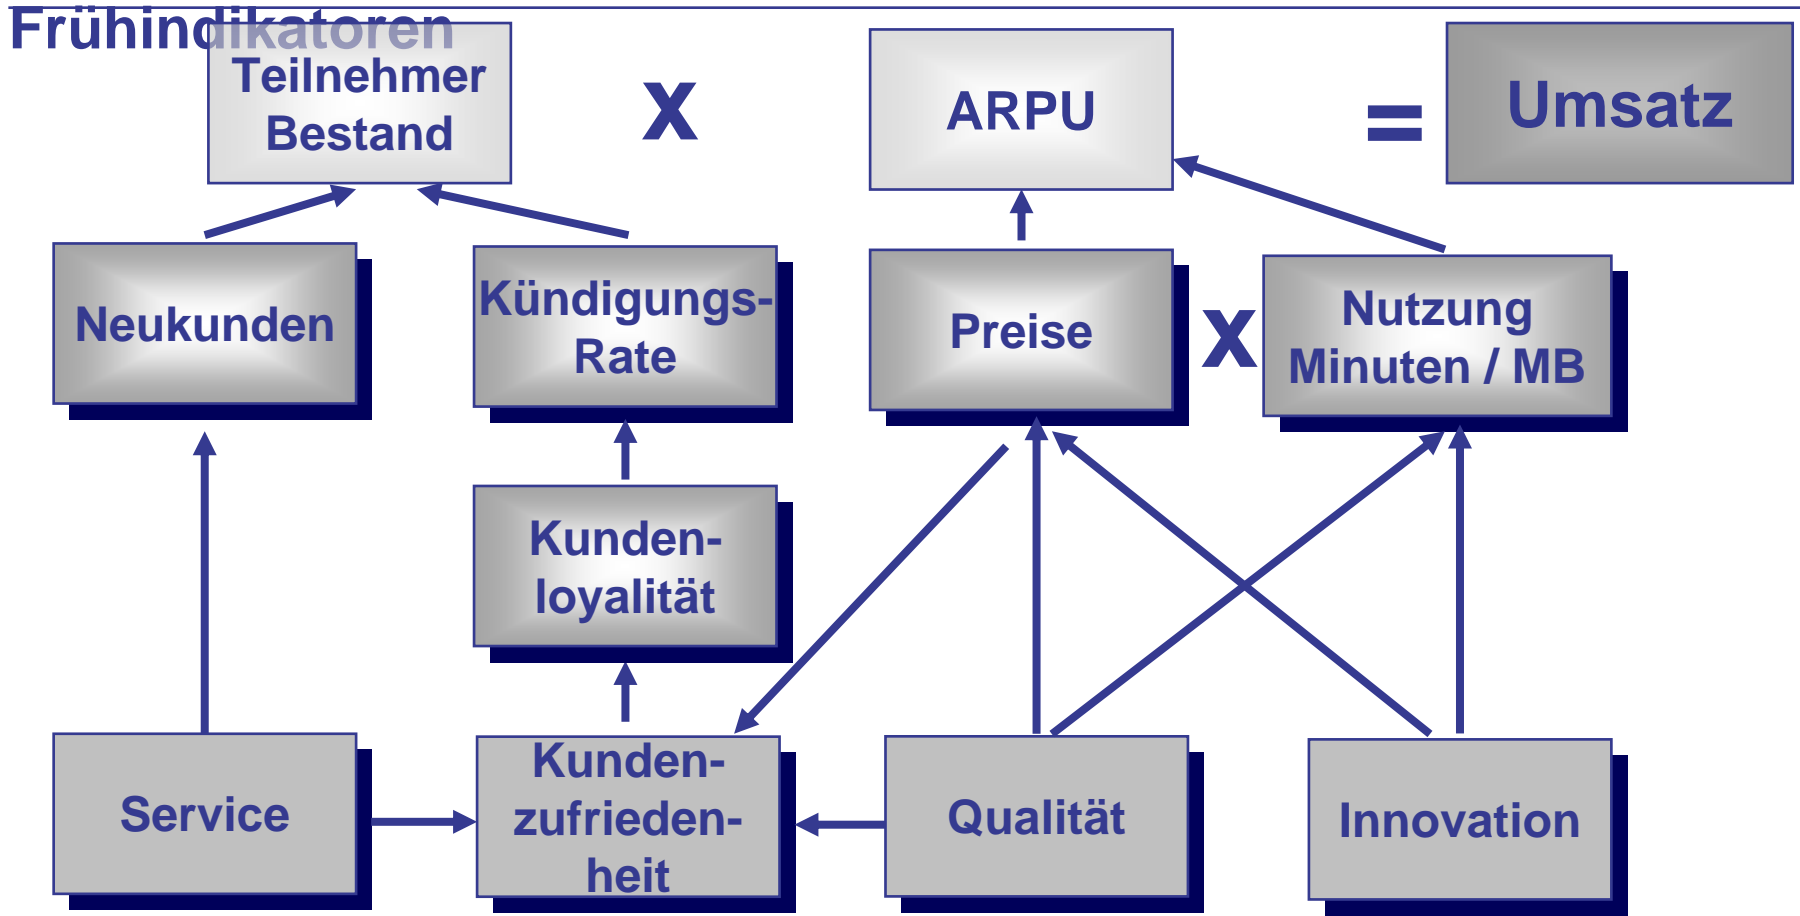 Frühindikatoren
Teilnehmer
Bestand
x
ARPU
=
Umsatz
Neukunden
Kündigungs-
Rate
Preise
x
Nutzung
Minuten / MB
Kunden-
loyalität
Service
Kunden-
zufrieden-
heit
Qualität
Innovation